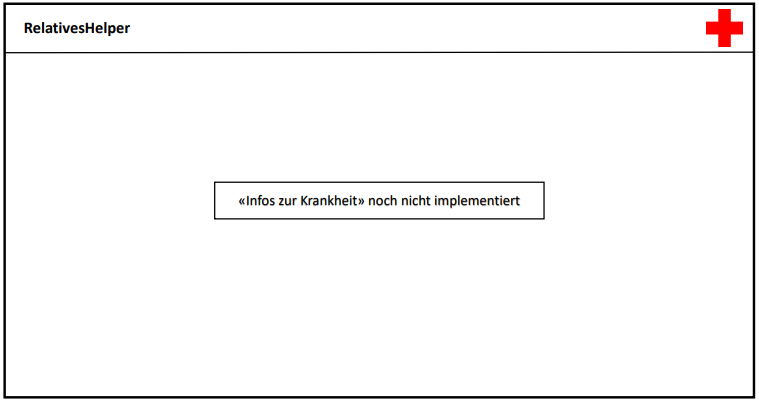 RelativesHelper
«Infos zur Krankheit» noch nicht implementiert